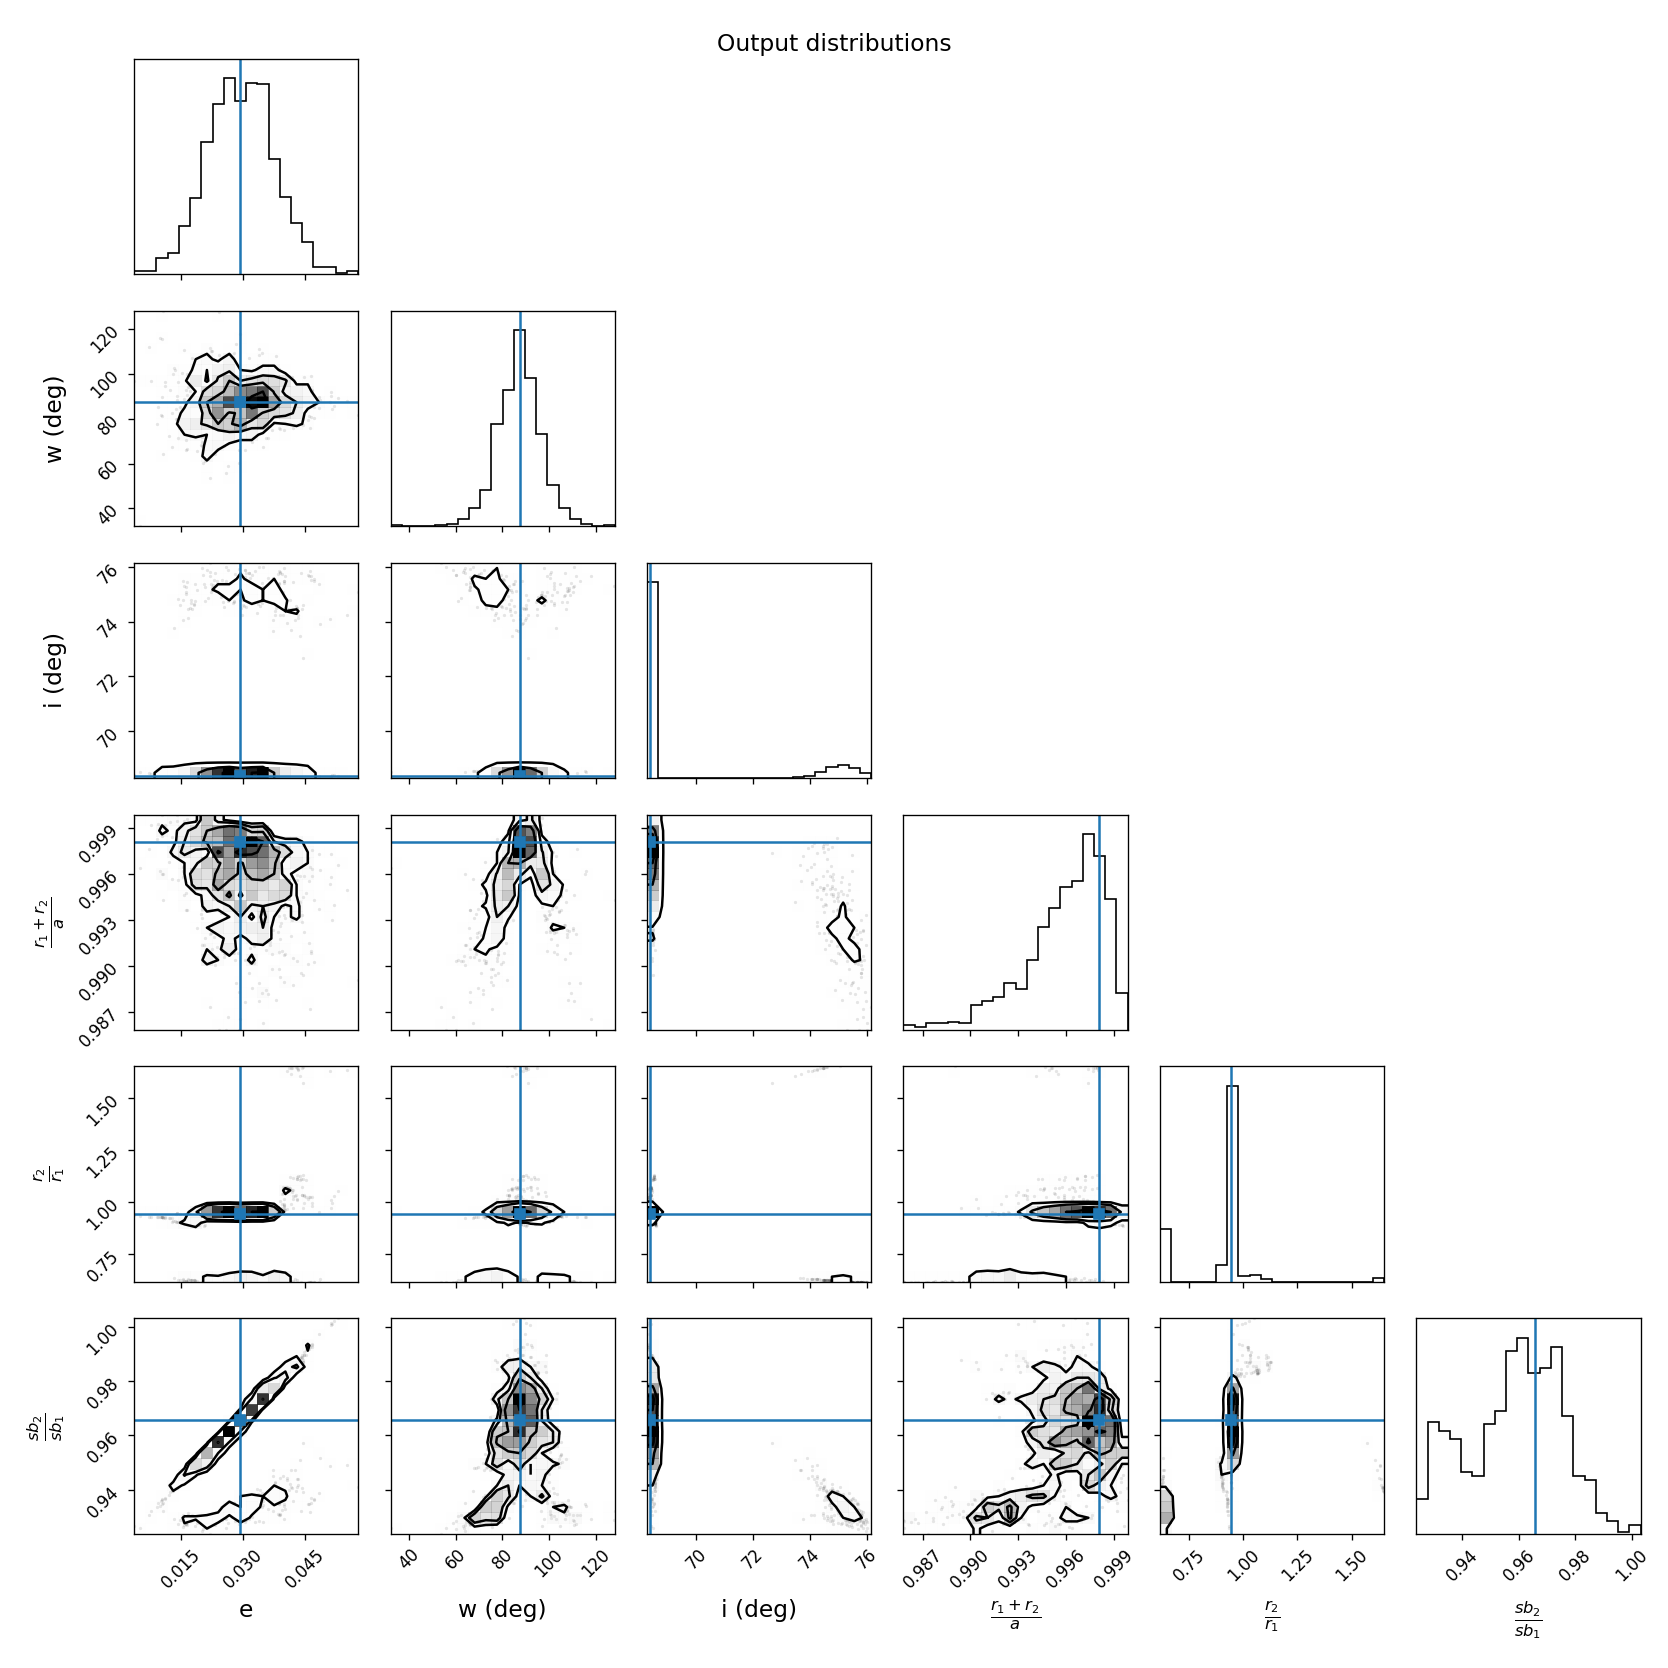 Output distributions
w (deg)
120
100
80
60
40
i (deg)
76
74
72
70
r₁ + r₂
a
0.999
0.996
0.993
0.990
0.987
r₂
r₁
1.50
1.25
1.00
0.75
sb₂
sb₁
1.00
0.98
0.96
0.94
0.015 0.030 0.045
40 60 80 100 120
70 72 74 76
0.987 0.990 0.993 0.996 0.999
0.75 1.00 1.25 1.50
0.94 0.96 0.98 1.00
e
w (deg)
i (deg)
r₁ + r₂
a
r₂
r₁
sb₂
sb₁